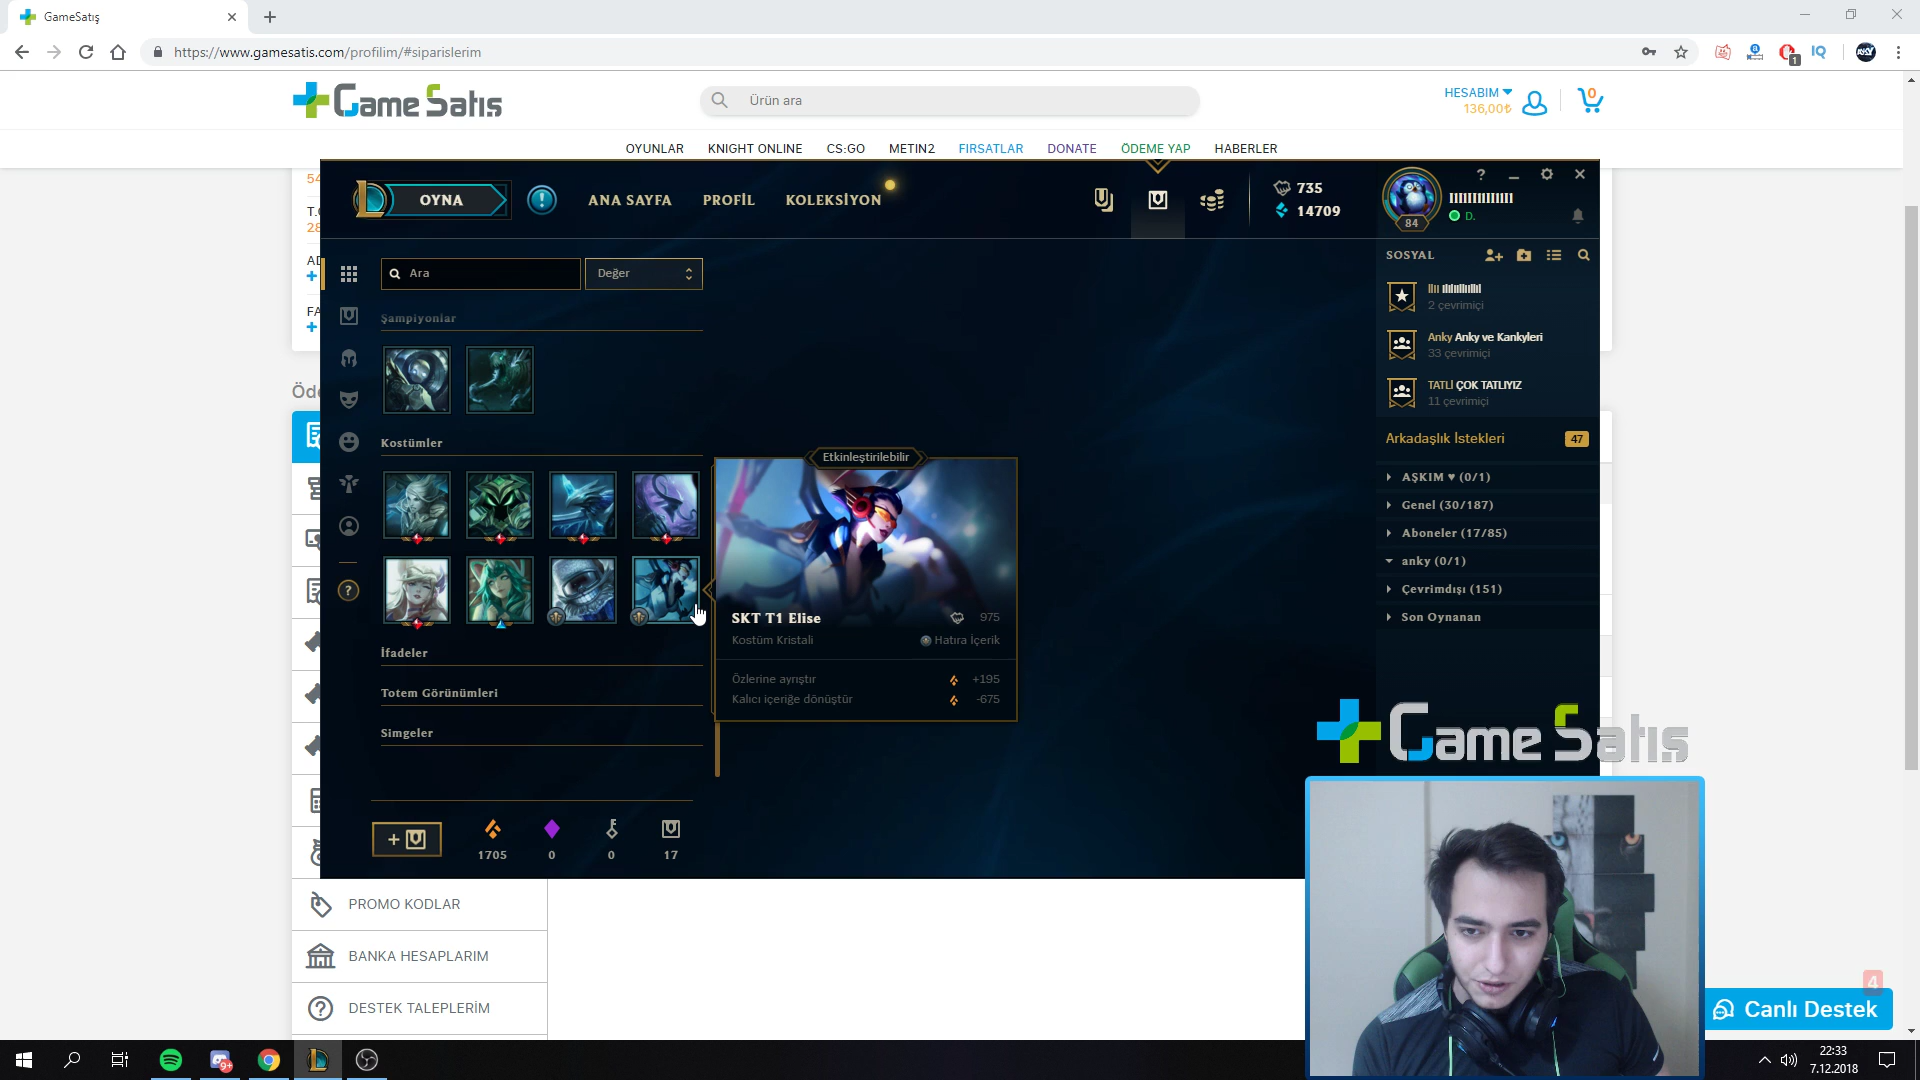 GameSatış
https://www.gamesatis.com/profilim/#siparislerim
1
Game Satış
Ürün ara
HESABIM
136,00₺
0
OYUNLAR
KNIGHT ONLINE
CS:GO
METIN2
FIRSATLAR
DONATE
ÖDEME YAP
HABERLER
OYNA
ANA SAYFA
PROFİL
KOLEKSİYON
735
14709
84
D.
SOSYAL
Ara
Değer
2 çevrimiçi
Anky Anky ve Kankyleri
33 çevrimiçi
TATLI ÇOK TATLIYIZ
11 çevrimiçi
Arkadaşlık İstekleri
47
AŞKIM ♥ (0/1)
Genel (30/187)
Aboneler (17/85)
anky (0/1)
Çevrimdışı (151)
Son Oynanan
Şampiyonlar
Kostümler
Etkinleştirilebilir
SKT T1 Elise
975
Kostüm Kristali
Hatıra İçerik
Özlerine ayrıştır
+195
Kalıcı içeriğe dönüştür
-675
İfadeler
Totem Görünümleri
Simgeler
1705
0
0
17
Game Satış
PROMO KODLAR
BANKA HESAPLARIM
DESTEK TALEPLERİM
4
Canlı Destek
9+
22:33
7.12.2018